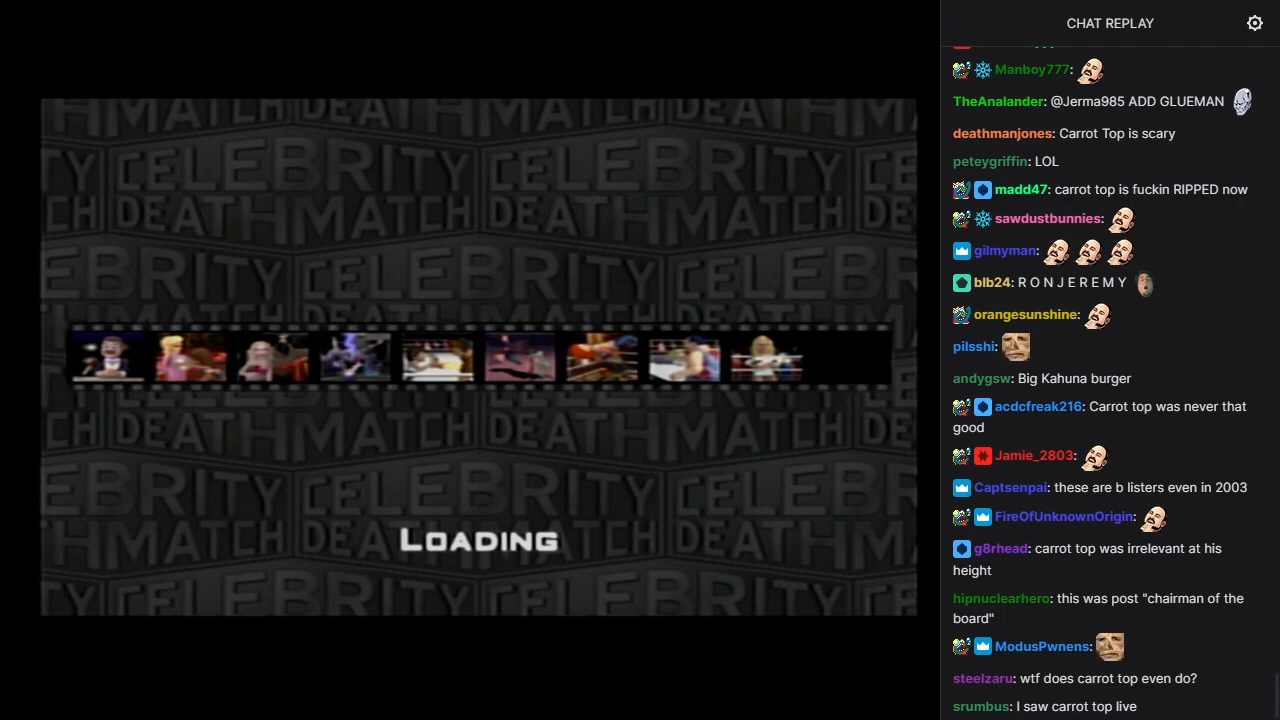 CELEBRITY
DEATHMATCH
LOADING
CHAT REPLAY
Manboy777:
TheAnalander: @Jerma985 ADD GLUEMAN
deathmanjones: Carrot Top is scary
peteygriffin: LOL
madd47: carrot top is fuckin RIPPED now
sawdustbunnies:
gilmyman:
blb24: R O N J E R E M Y
orangesunshine:
pilsshi:
andygsw: Big Kahuna burger
acdcfreak216: Carrot top was never that
good
Jamie_2803:
Captsenpai: these are b listers even in 2003
FireOfUnknownOrigin:
g8rhead: carrot top was irrelevant at his
height
hipnuclearhero: this was post "chairman of the
board"
ModusPwnens:
steelzaru: wtf does carrot top even do?
srumbus: I saw carrot top live